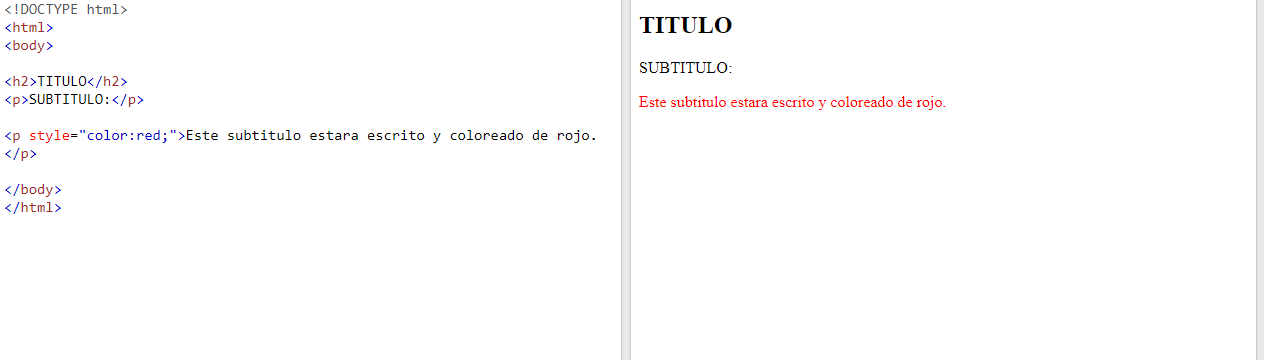 <!DOCTYPE html>
<html>
<body>
<h2>TITULO</h2>
<p>SUBTITULO:</p>
<p style="color:red;">Este subtitulo estara escrito y coloreado de rojo.
</p>
</body>
</html>
TITULO
SUBTITULO:
Este subtitulo estara escrito y coloreado de rojo.